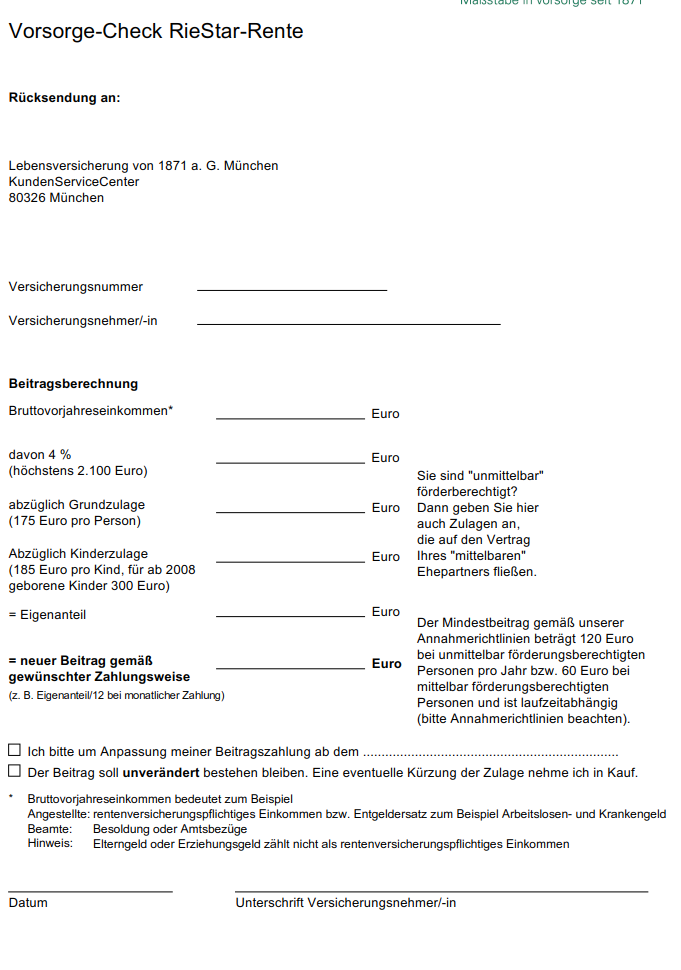 Maßstäbe in Vorsorge seit 1871
Vorsorge-Check RieStar-Rente
Rücksendung an:
Lebensversicherung von 1871 a. G. München
KundenServiceCenter
80326 München
Versicherungsnummer
Versicherungsnehmer/-in
Beitragsberechnung
Bruttovorjahreseinkommen* Euro
davon 4 %
(höchstens 2.100 Euro) Euro
abzüglich Grundzulage
(175 Euro pro Person) Euro
Abzüglich Kinderzulage
(185 Euro pro Kind, für ab 2008
geborene Kinder 300 Euro) Euro
Sie sind "unmittelbar"
förderberechtigt?
Dann geben Sie hier
auch Zulagen an,
die auf den Vertrag
Ihres "mittelbaren"
Ehepartners fließen.
= Eigenanteil Euro
= neuer Beitrag gemäß
gewünschter Zahlungsweise Euro
(z. B. Eigenanteil/12 bei monatlicher Zahlung)
Der Mindestbeitrag gemäß unserer
Annahmerichtlinien beträgt 120 Euro
bei unmittelbar förderungsberechtigten
Personen pro Jahr bzw. 60 Euro bei
mittelbar förderungsberechtigten
Personen und ist laufzeitabhängig
(bitte Annahmerichtlinien beachten).
Ich bitte um Anpassung meiner Beitragszahlung ab dem .....................................................................
Der Beitrag soll unverändert bestehen bleiben. Eine eventuelle Kürzung der Zulage nehme ich in Kauf.
* Bruttovorjahreseinkommen bedeutet zum Beispiel
Angestellte: rentenversicherungspflichtiges Einkommen bzw. Entgeldersatz zum Beispiel Arbeitslosen- und Krankengeld
Beamte: Besoldung oder Amtsbezüge
Hinweis: Elterngeld oder Erziehungsgeld zählt nicht als rentenversicherungspflichtiges Einkommen
Datum Unterschrift Versicherungsnehmer/-in